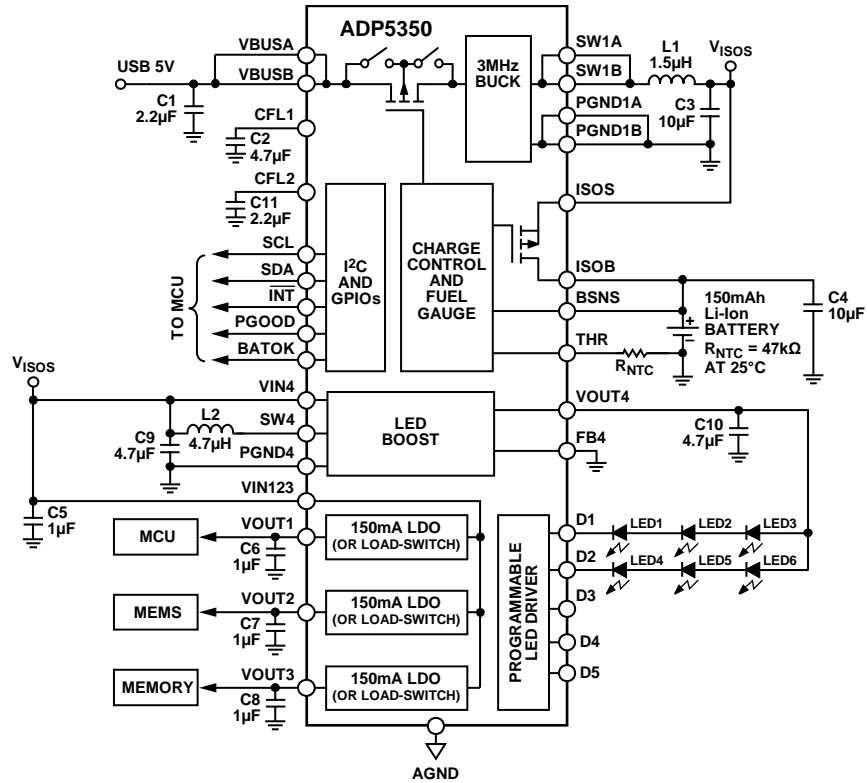 ADP5350
VBUSA
USB 5V
VBUSB
C1
2.2µF
CFL1
C2
4.7µF
CFL2
C11
2.2µF
3MHz
BUCK
SW1A
L1
1.5µH
VISOS
SW1B
PGND1A
C3
10µF
PGND1B
ISOS
TO MCU
SCL
SDA
INT
PGOOD
BATOK
I2C
AND
GPIOs
CHARGE
CONTROL
AND
FUEL
GAUGE
ISOB
BSNS
THR
RNTC
+
–
150mAh
Li-Ion
BATTERY
RNTC = 47kΩ
AT 25°C
C4
10µF
VISOS
VIN4
L2
4.7µH
SW4
C9
4.7µF
PGND4
LED
BOOST
VOUT4
C10
4.7µF
FB4
VIN123
C5
1µF
MCU
VOUT1
C6
1µF
150mA LDO
(OR LOAD-SWITCH)
MEMS
VOUT2
C7
1µF
150mA LDO
(OR LOAD-SWITCH)
MEMORY
VOUT3
C8
1µF
150mA LDO
(OR LOAD-SWITCH)
PROGRAMMABLE
LED DRIVER
D1
LED1
LED2
LED3
D2
LED4
LED5
LED6
D3
D4
D5
AGND